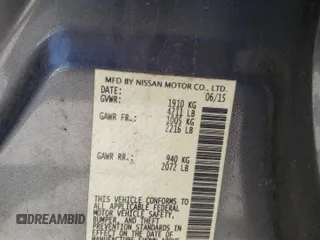 MFD BY NISSAN MOTOR CO., LTD.
DATE: 06/15
GVWR: 1910 KG
4211 LB
GAWR FR.: 1005 KG
2216 LB
GAWR RR.: 940 KG
2072 LB
THIS VEHICLE CONFORMS TO
ALL APPLICABLE FEDERAL
MOTOR VEHICLE SAFETY,
BUMPER, AND THEFT
PREVENTION STANDARDS IN
EFFECT ON THE DATE OF
DREAMBID